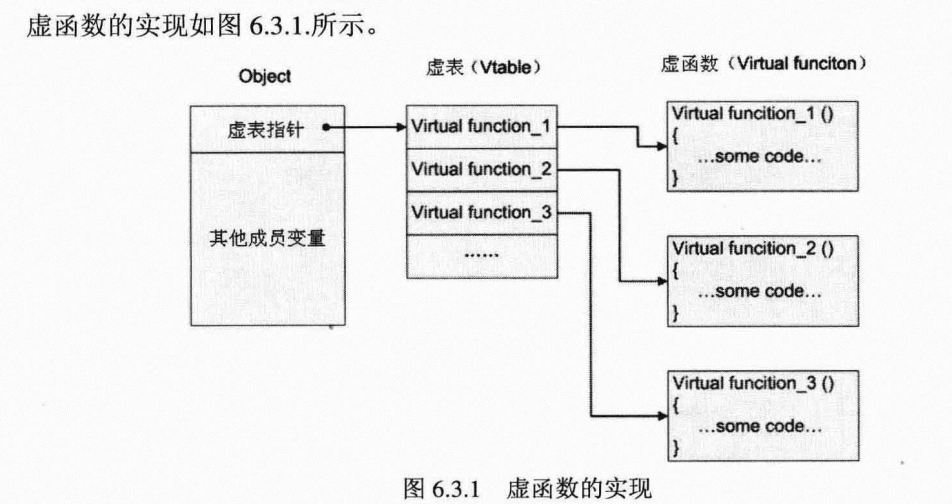 虚函数的实现如图 6.3.1.所示。
Object
虚表（Vtable）
虚函数（Virtual funciton）
虚表指针
其他成员变量
Virtual function_1
Virtual function_2
Virtual function_3
......
Virtual funcition_1 ()
{
...some code...
}
Virtual funcition_2 ()
{
...some code...
}
Virtual funcition_3 ()
{
...some code...
}
图 6.3.1 虚函数的实现